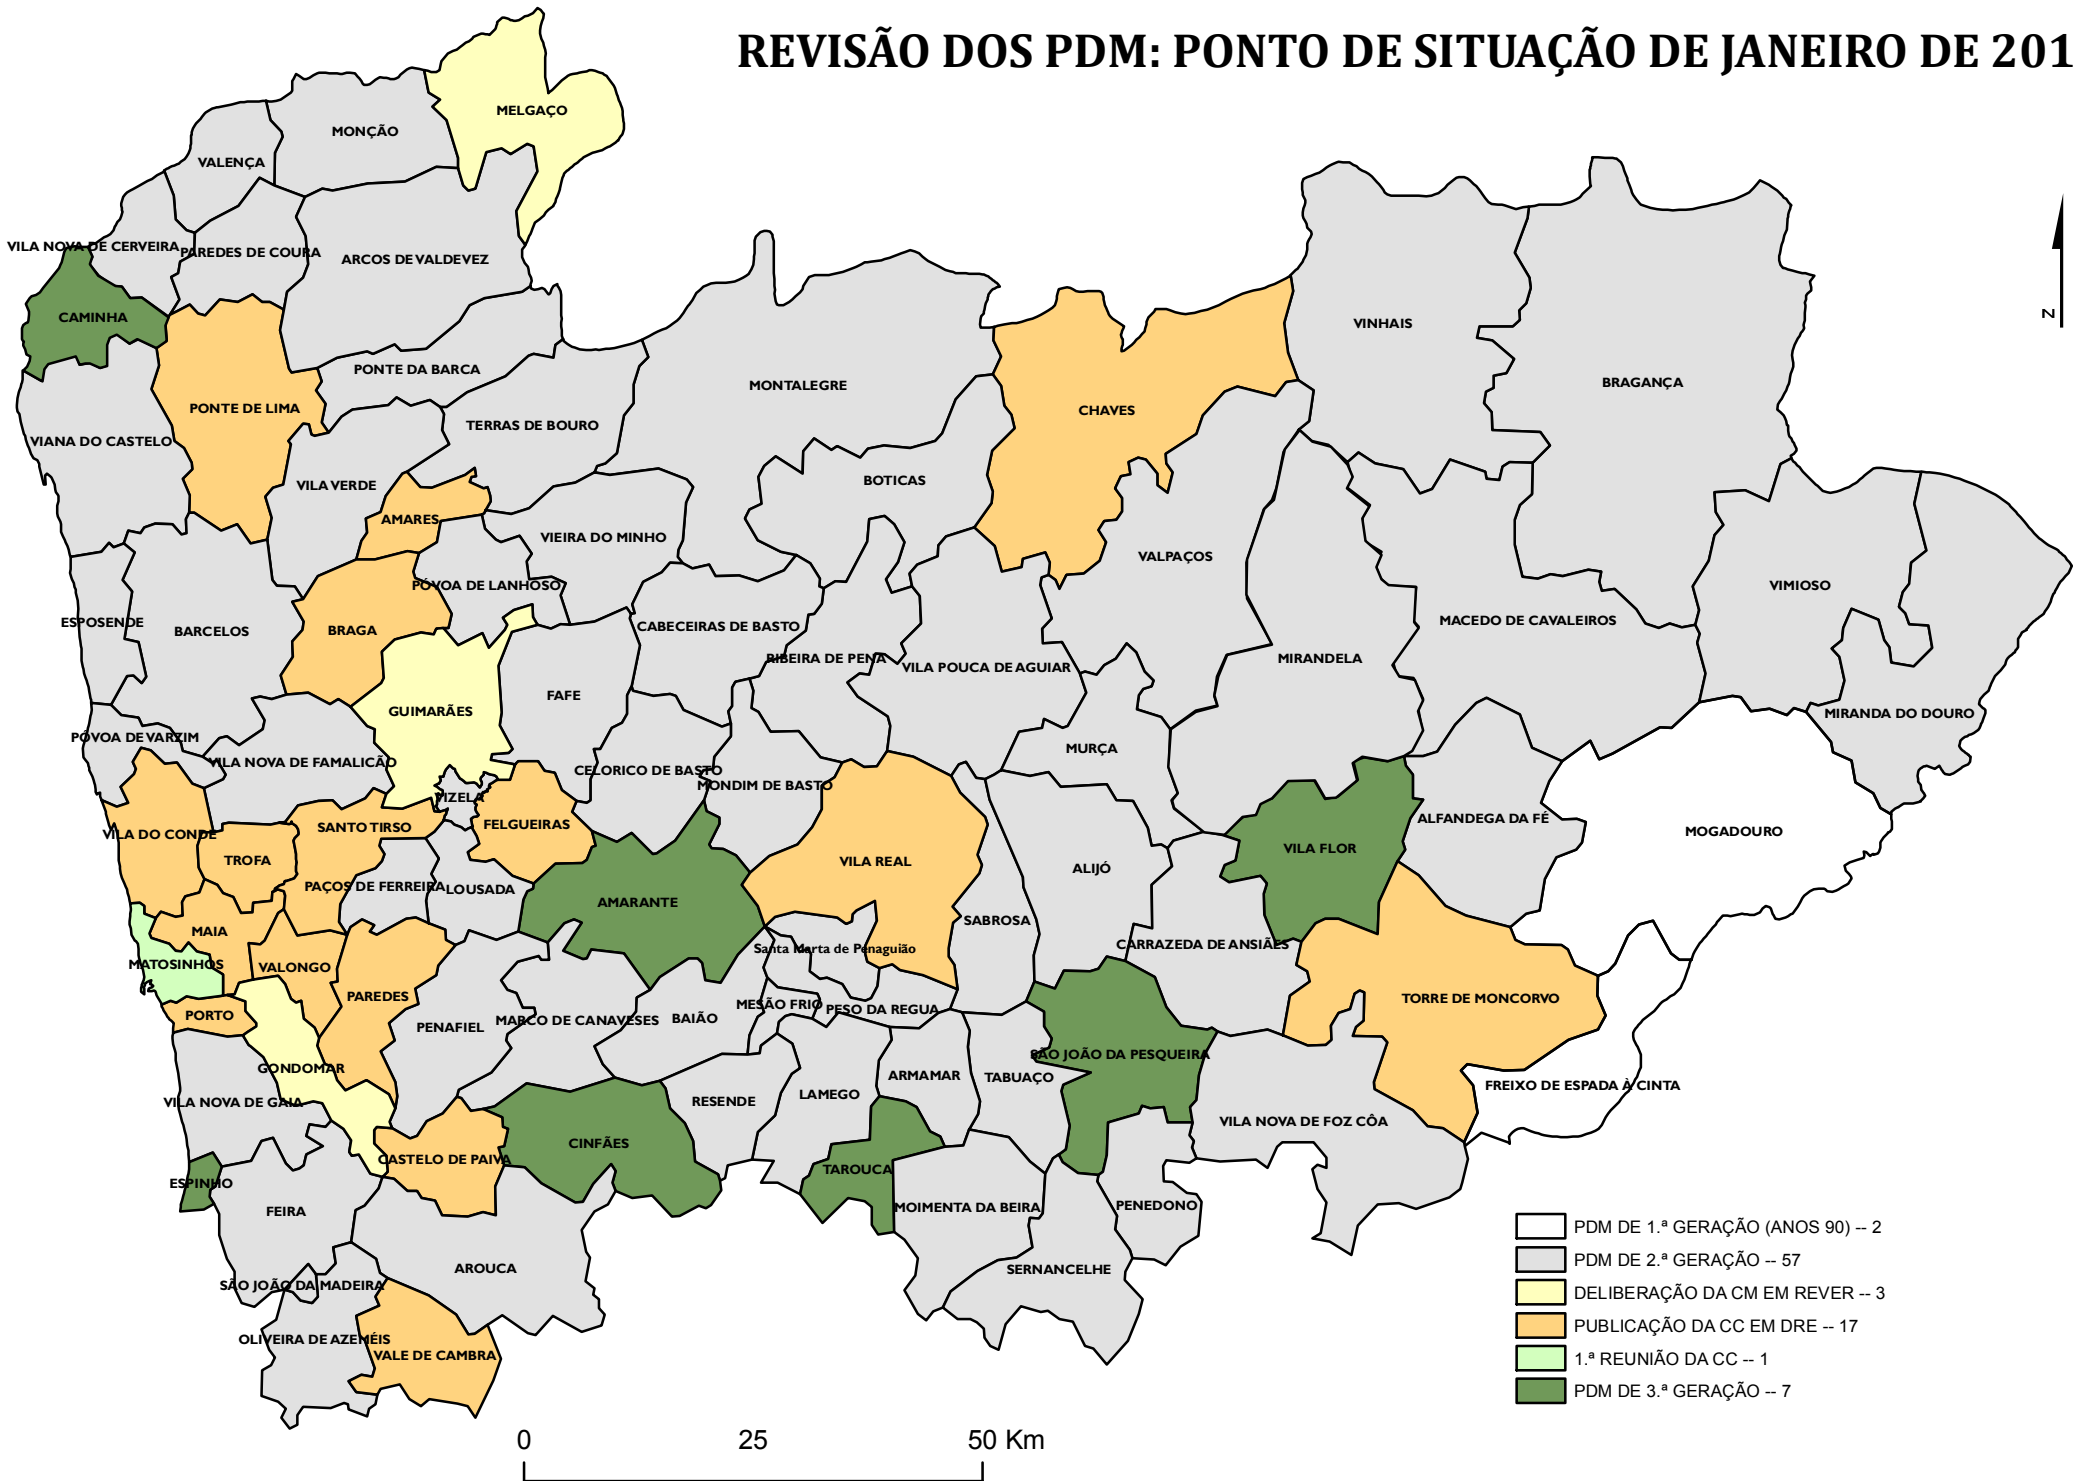 REVISÃO DOS PDM: PONTO DE SITUAÇÃO DE JANEIRO DE 201
MELGAÇO
MONÇÃO
VALENÇA
VILA NOVA DE CERVEIRA
PAREDES DE COURA
ARCOS DE VALDEVEZ
CAMINHA
N
VINHAIS
PONTE DA BARCA
BRAGANÇA
MONTALEGRE
PONTE DE LIMA
CHAVES
VIANA DO CASTELO
TERRAS DE BOURO
BOTICAS
VILA VERDE
AMARES
VIEIRA DO MINHO
VALPAÇOS
PÓVOA DE LANHOSO
VIMIOSO
ESPOSENDE
BARCELOS
BRAGA
CABECEIRAS DE BASTO
MACEDO DE CAVALEIROS
RIBEIRA DE PENA
VILA POUCA DE AGUIAR
MIRANDELA
FAFE
GUIMARÃES
MIRANDA DO DOURO
PÓVOA DE VARZIM
MURÇA
VILA NOVA DE FAMALICÃO
CELORICO DE BASTO
MONDIM DE BASTO
VIZELA
VILA DO CONDE
SANTO TIRSO
FELGUEIRAS
ALFANDEGA DA FÉ
MOGADOURO
TROFA
VILA REAL
VILA FLOR
ALIJÓ
PAÇOS DE FERREIRA
LOUSADA
AMARANTE
SABROSA
MAIA
Santa Marta de Penaguião
CARRAZEDA DE ANSIÃES
MATOSINHOS
VALONGO
PAREDES
TORRE DE MONCORVO
MESÃO FRIO
PESO DA REGUA
PORTO
PENAFIEL
MARCO DE CANAVESES
BAIÃO
SÃO JOÃO DA PESQUEIRA
GONDOMAR
ARMAMAR
TABUAÇO
FREIXO DE ESPADA À CINTA
VILA NOVA DE GAIA
RESENDE
LAMEGO
VILA NOVA DE FOZ CÔA
CINFÃES
CASTELO DE PAIVA
TAROUCA
ESPINHO
FEIRA
MOIMENTA DA BEIRA
PENEDONO
AROUCA
SERNANCELHE
SÃO JOÃO DA MADEIRA
OLIVEIRA DE AZEMÉIS
VALE DE CAMBRA
PDM DE 1.ª GERAÇÃO (ANOS 90) -- 2
PDM DE 2.ª GERAÇÃO -- 57
DELIBERAÇÃO DA CM EM REVER -- 3
PUBLICAÇÃO DA CC EM DRE -- 17
1.ª REUNIÃO DA CC -- 1
PDM DE 3.ª GERAÇÃO -- 7
0 25 50 Km